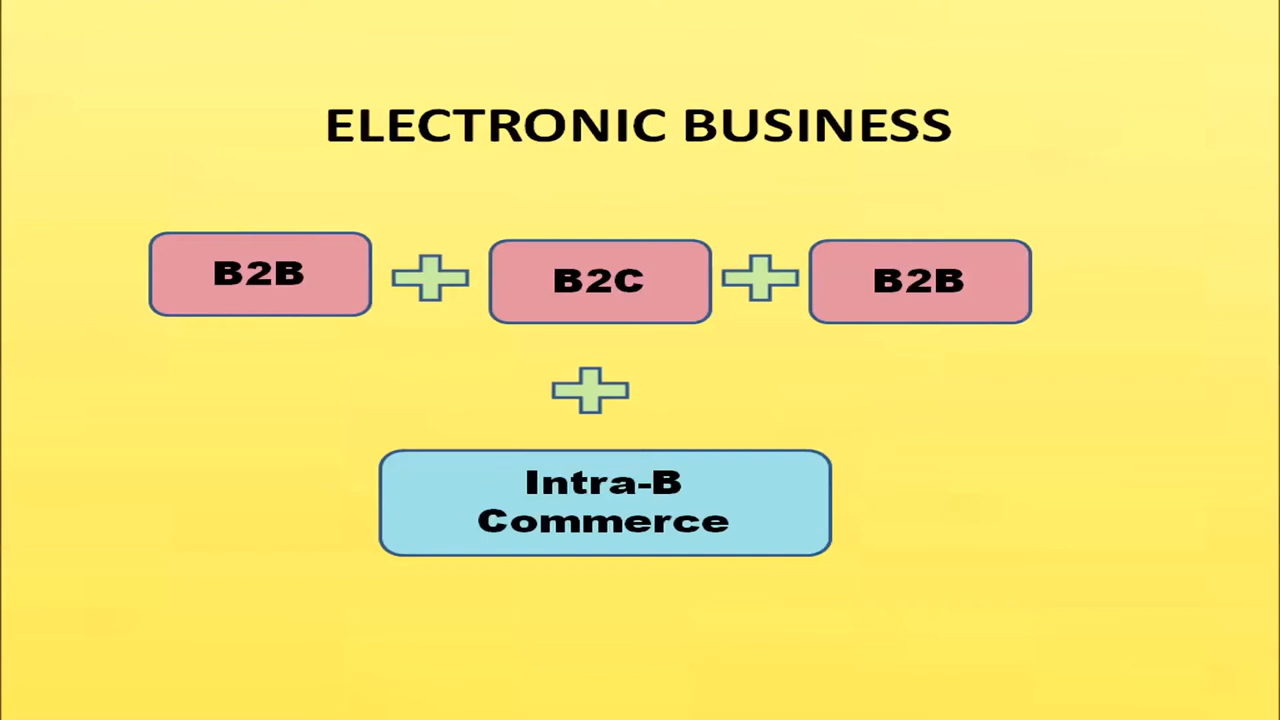 ELECTRONIC BUSINESS
B2B
B2C
B2B
Intra-B
Commerce